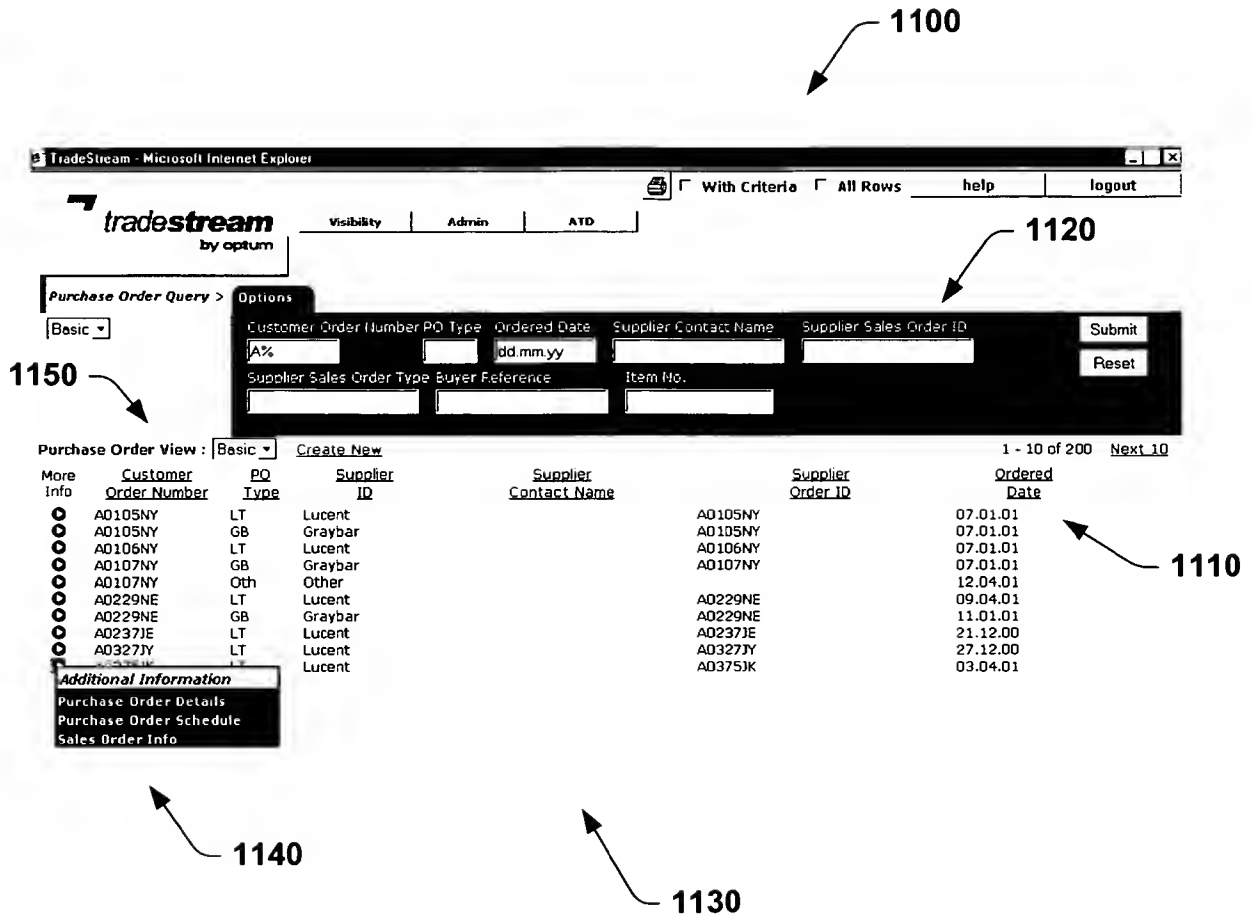 1100
TradeStream - Microsoft Internet Explorer
With Criteria All Rows help logout
tradestream
by optum
Visibility Admin ATD
1120
Purchase Order Query > Options
Basic
Customer Order Number PO Type Ordered Date Supplier Contact Name Supplier Sales Order ID Submit
A% dd.mm.yy
Reset
1150
Supplier Sales Order Type Buyer Reference Item No.
Purchase Order View : Basic Create New 1 - 10 of 200 Next 10
More Customer PO Supplier Supplier Supplier Ordered
Info Order Number Type ID Contact Name Order ID Date
A0105NY LT Lucent A0105NY 07.01.01
A0105NY GB Graybar A0105NY 07.01.01
A0106NY LT Lucent A0106NY 07.01.01
A0107NY GB Graybar A0107NY 07.01.01
1110
A0107NY Oth Other 12.04.01
A0229NE LT Lucent A0229NE 09.04.01
A0229NE GB Graybar A0229NE 11.01.01
A0237JE LT Lucent A0237JE 21.12.00
A0327JY LT Lucent A0327JY 27.12.00
LT Lucent A0375JK 03.04.01
Additional Information
Purchase Order Details
Purchase Order Schedule
Sales Order Info
1140
1130